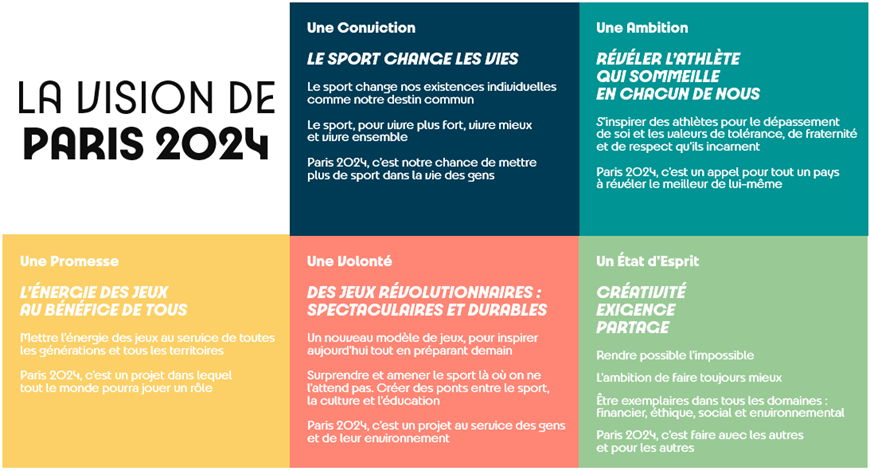 LA VISION DE
PARIS 2024
Une Conviction
LE SPORT CHANGE LES VIES
Le sport change nos existences individuelles
comme notre destin commun
Le sport, pour vivre plus fort, vivre mieux
et vivre ensemble
Paris 2024, c'est notre chance de mettre
plus de sport dans la vie des gens
Une Ambition
RÉVÉLER L'ATHLÈTE
QUI SOMMEILLE
EN CHACUN DE NOUS
S'inspirer des athlètes pour le dépassement
de soi et les valeurs de tolérance, de fraternité
et de respect qu'ils incarnent
Paris 2024, c'est un appel pour tout un pays
à révéler le meilleur de lui-même
Une Promesse
L'ÉNERGIE DES JEUX
AU BÉNÉFICE DE TOUS
Mettre l'énergie des jeux au service de toutes
les générations et tous les territoires
Paris 2024, c'est un projet dans lequel
tout le monde pourra jouer un rôle
Une Volonté
DES JEUX RÉVOLUTIONNAIRES :
SPECTACULAIRES ET DURABLES
Un nouveau modèle de jeux, pour inspirer
aujourd'hui tout en préparant demain
Surprendre et amener le sport là où on ne
l'attend pas. Créer des ponts entre le sport,
la culture et l'éducation
Paris 2024, c'est un projet au service des gens
et de leur environnement
Un État d'Esprit
CRÉATIVITÉ
EXIGENCE
PARTAGE
Rendre possible l'impossible
L'ambition de faire toujours mieux
Être exemplaires dans tous les domaines :
financier, éthique, social et environnemental
Paris 2024, c'est faire avec les autres
et pour les autres